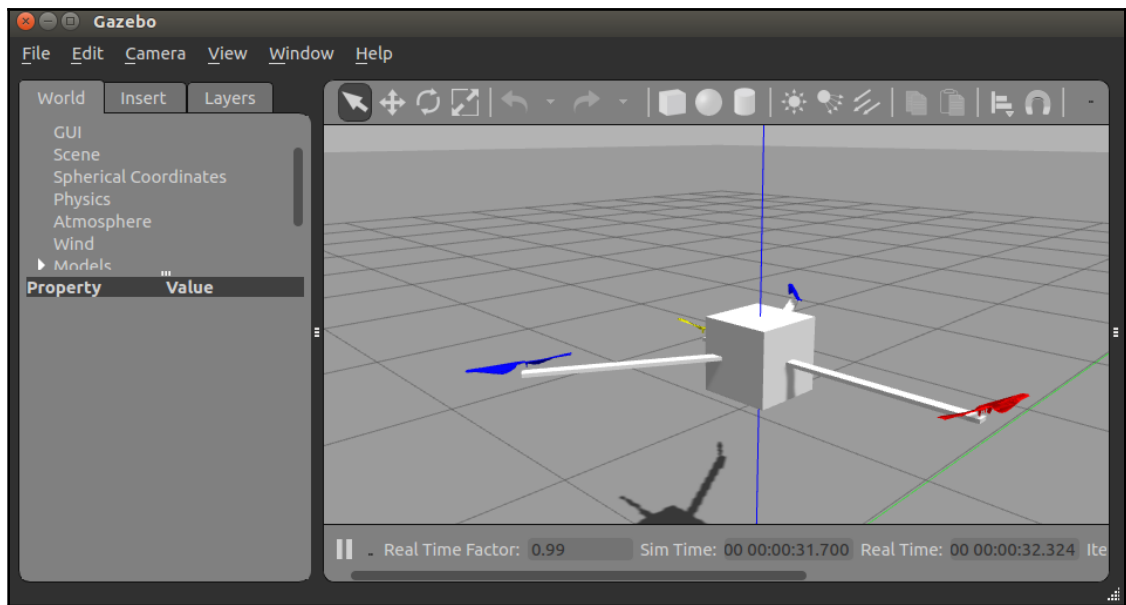 Gazebo
File Edit Camera View Window Help
World Insert Layers
GUI
Scene
Spherical Coordinates
Physics
Atmosphere
Wind
Models
Property Value
Real Time Factor: 0.99 Sim Time: 00 00:00:31.700 Real Time: 00 00:00:32.324 Ite